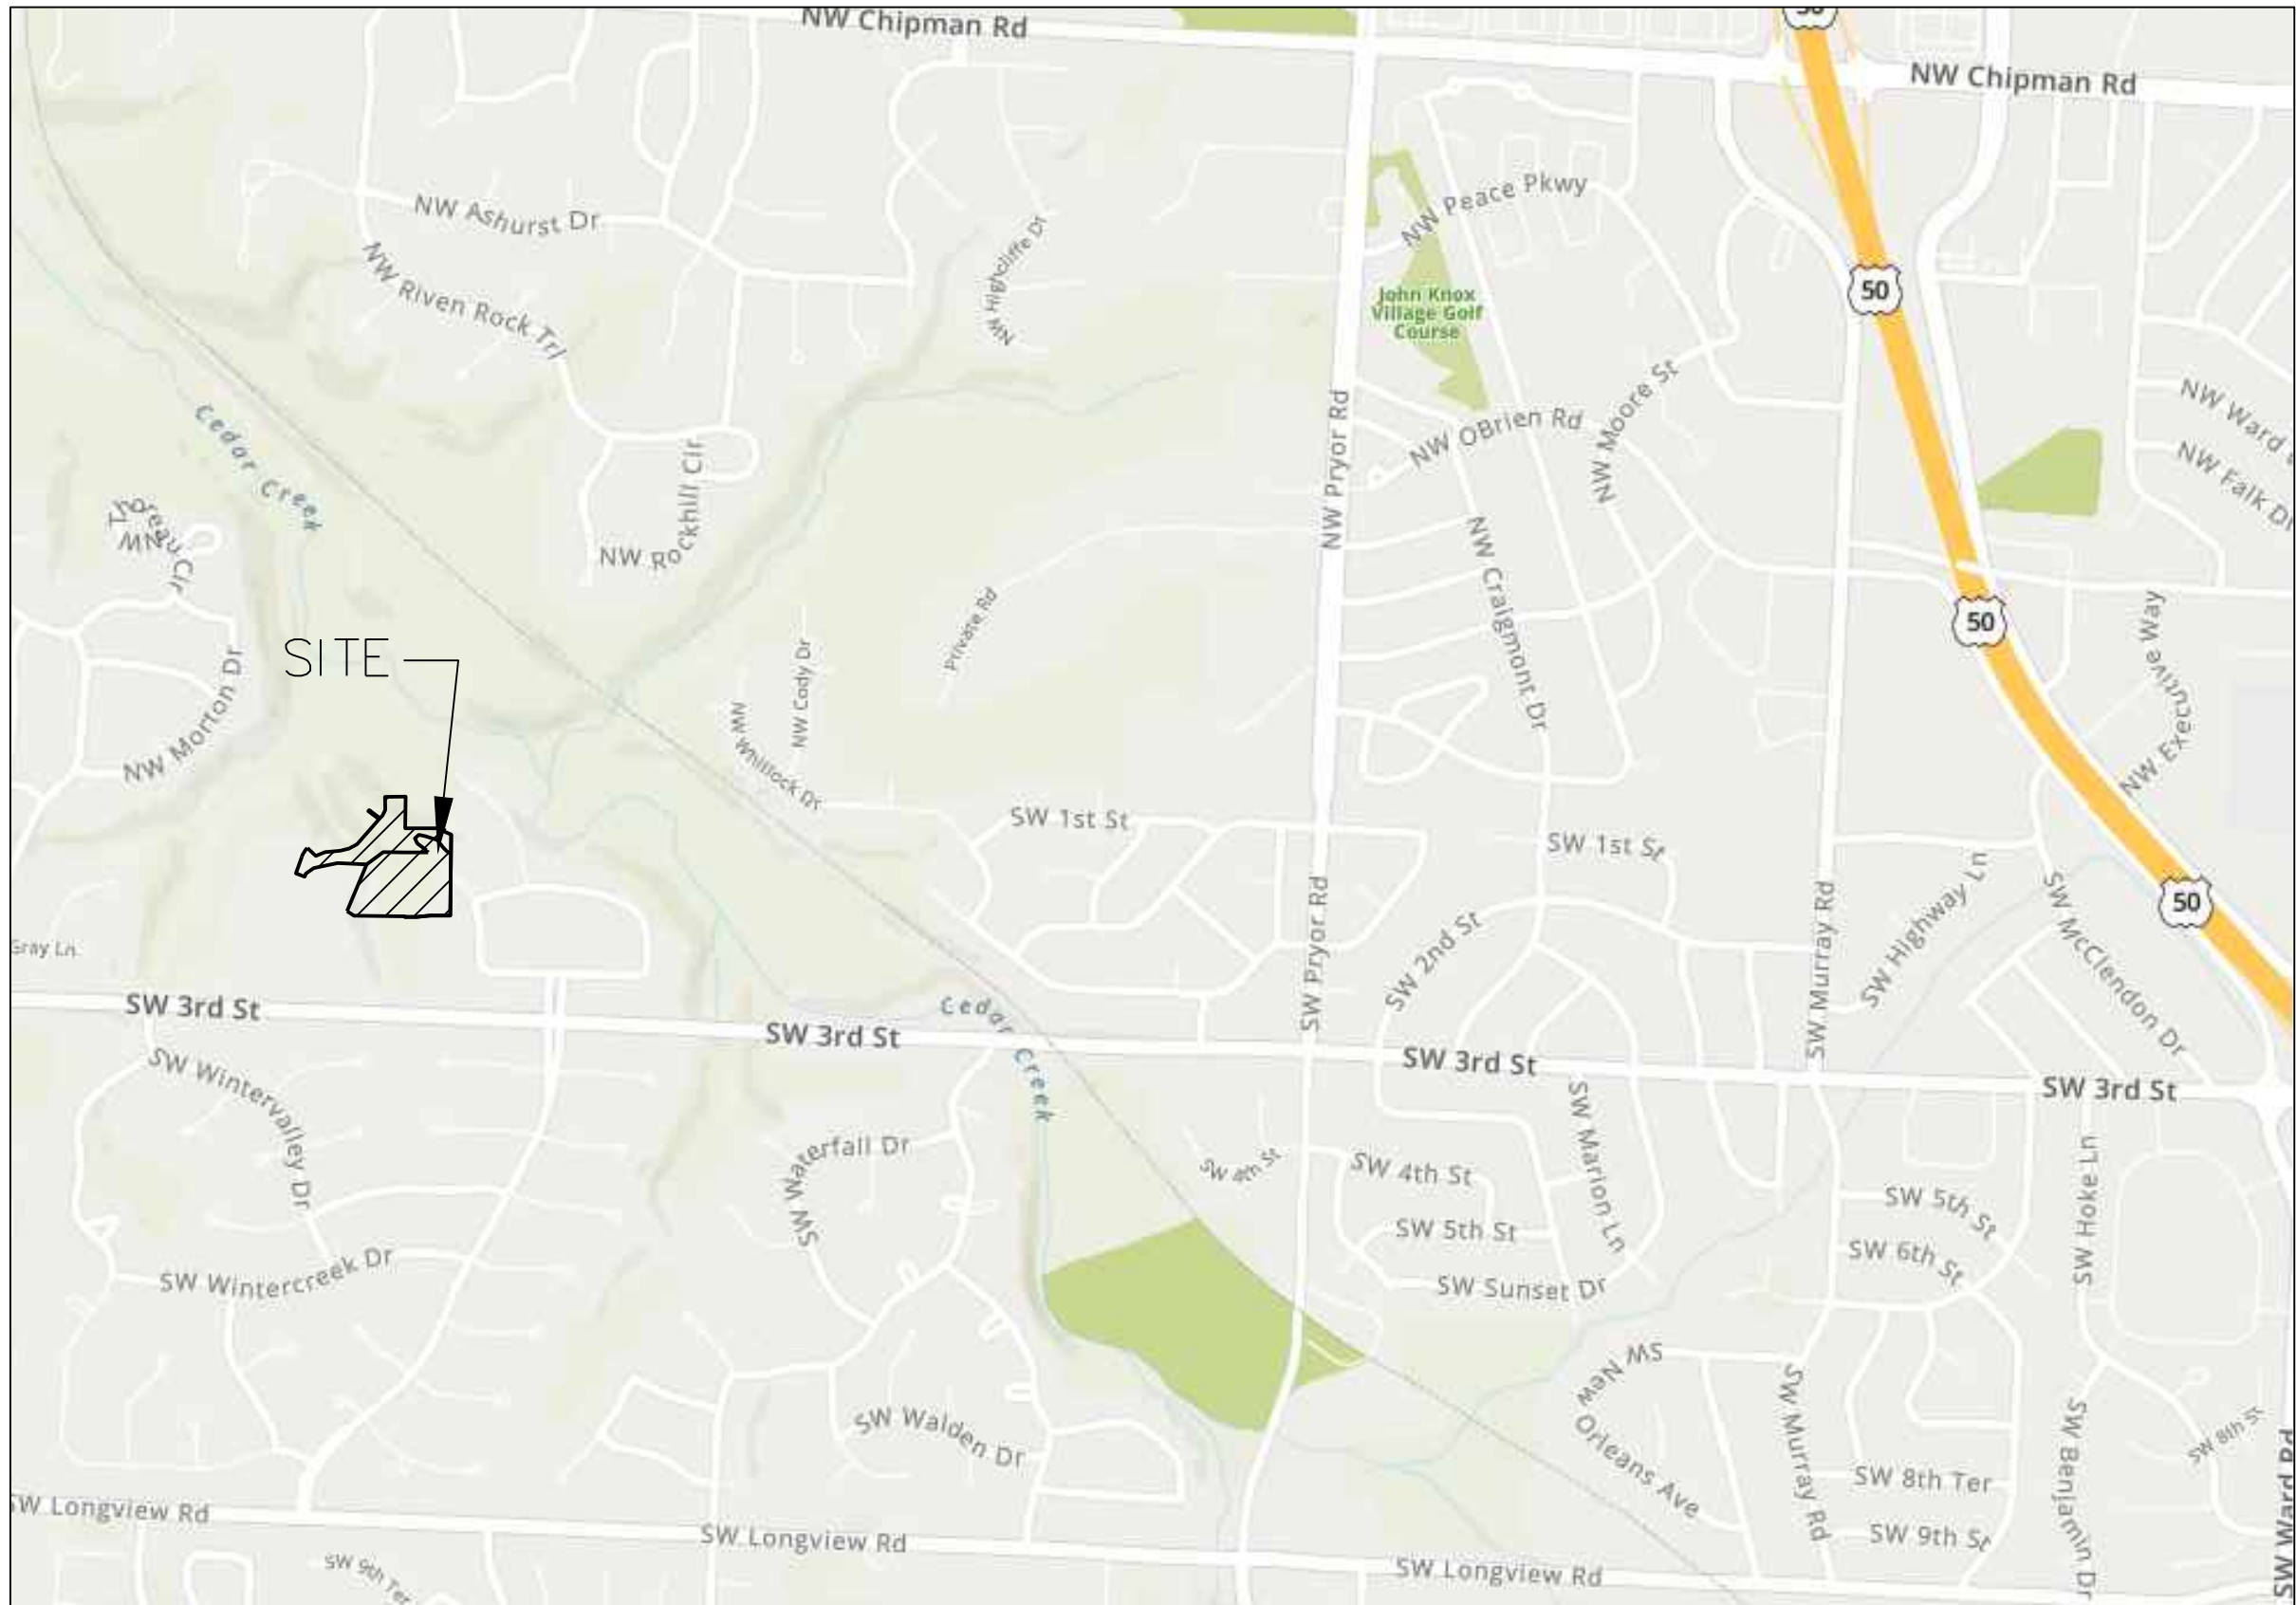 NW Chipman Rd
50
NW Chipman Rd
NW Ashurst Dr
NW Peace Pkwy
NW Highcliffe Dr
NW Riven Rock Trl
John Knox
Village Golf
Course
50
NW Moore St
NW OBrien Rd
NW Pryor Rd
NW Ward
NW Falk Dr
Cedar Creek
NW Rockhill Cir
NW Thoreau Cir
NW Craigmont Dr
50
NW Executive Way
Private Rd
NW Cody Dr
NW Whillock Dr
SITE
NW Morton Dr
SW 1st St
SW 1st St
SW Pryor Rd
SW 2nd St
SW Murray Rd
SW Highway Ln
SW McClendon Dr
50
Gray Ln
SW 3rd St
SW 3rd St
Cedar Creek
SW 3rd St
SW 3rd St
SW Wintervalley Dr
SW Waterfall Dr
SW 4th St
SW 4th St
SW Marion Ln
SW 5th St
SW 5th St
SW 6th St
SW Hoke Ln
SW Wintercreek Dr
SW Sunset Dr
SW New Orleans Ave
SW Murray Rd
SW Walden Dr
SW 8th Ter
SW 8th St
SW Benjamin Dr
SW Ward Rd
SW 9th St
SW Longview Rd
SW Longview Rd
SW Longview Rd
SW 9th Ter